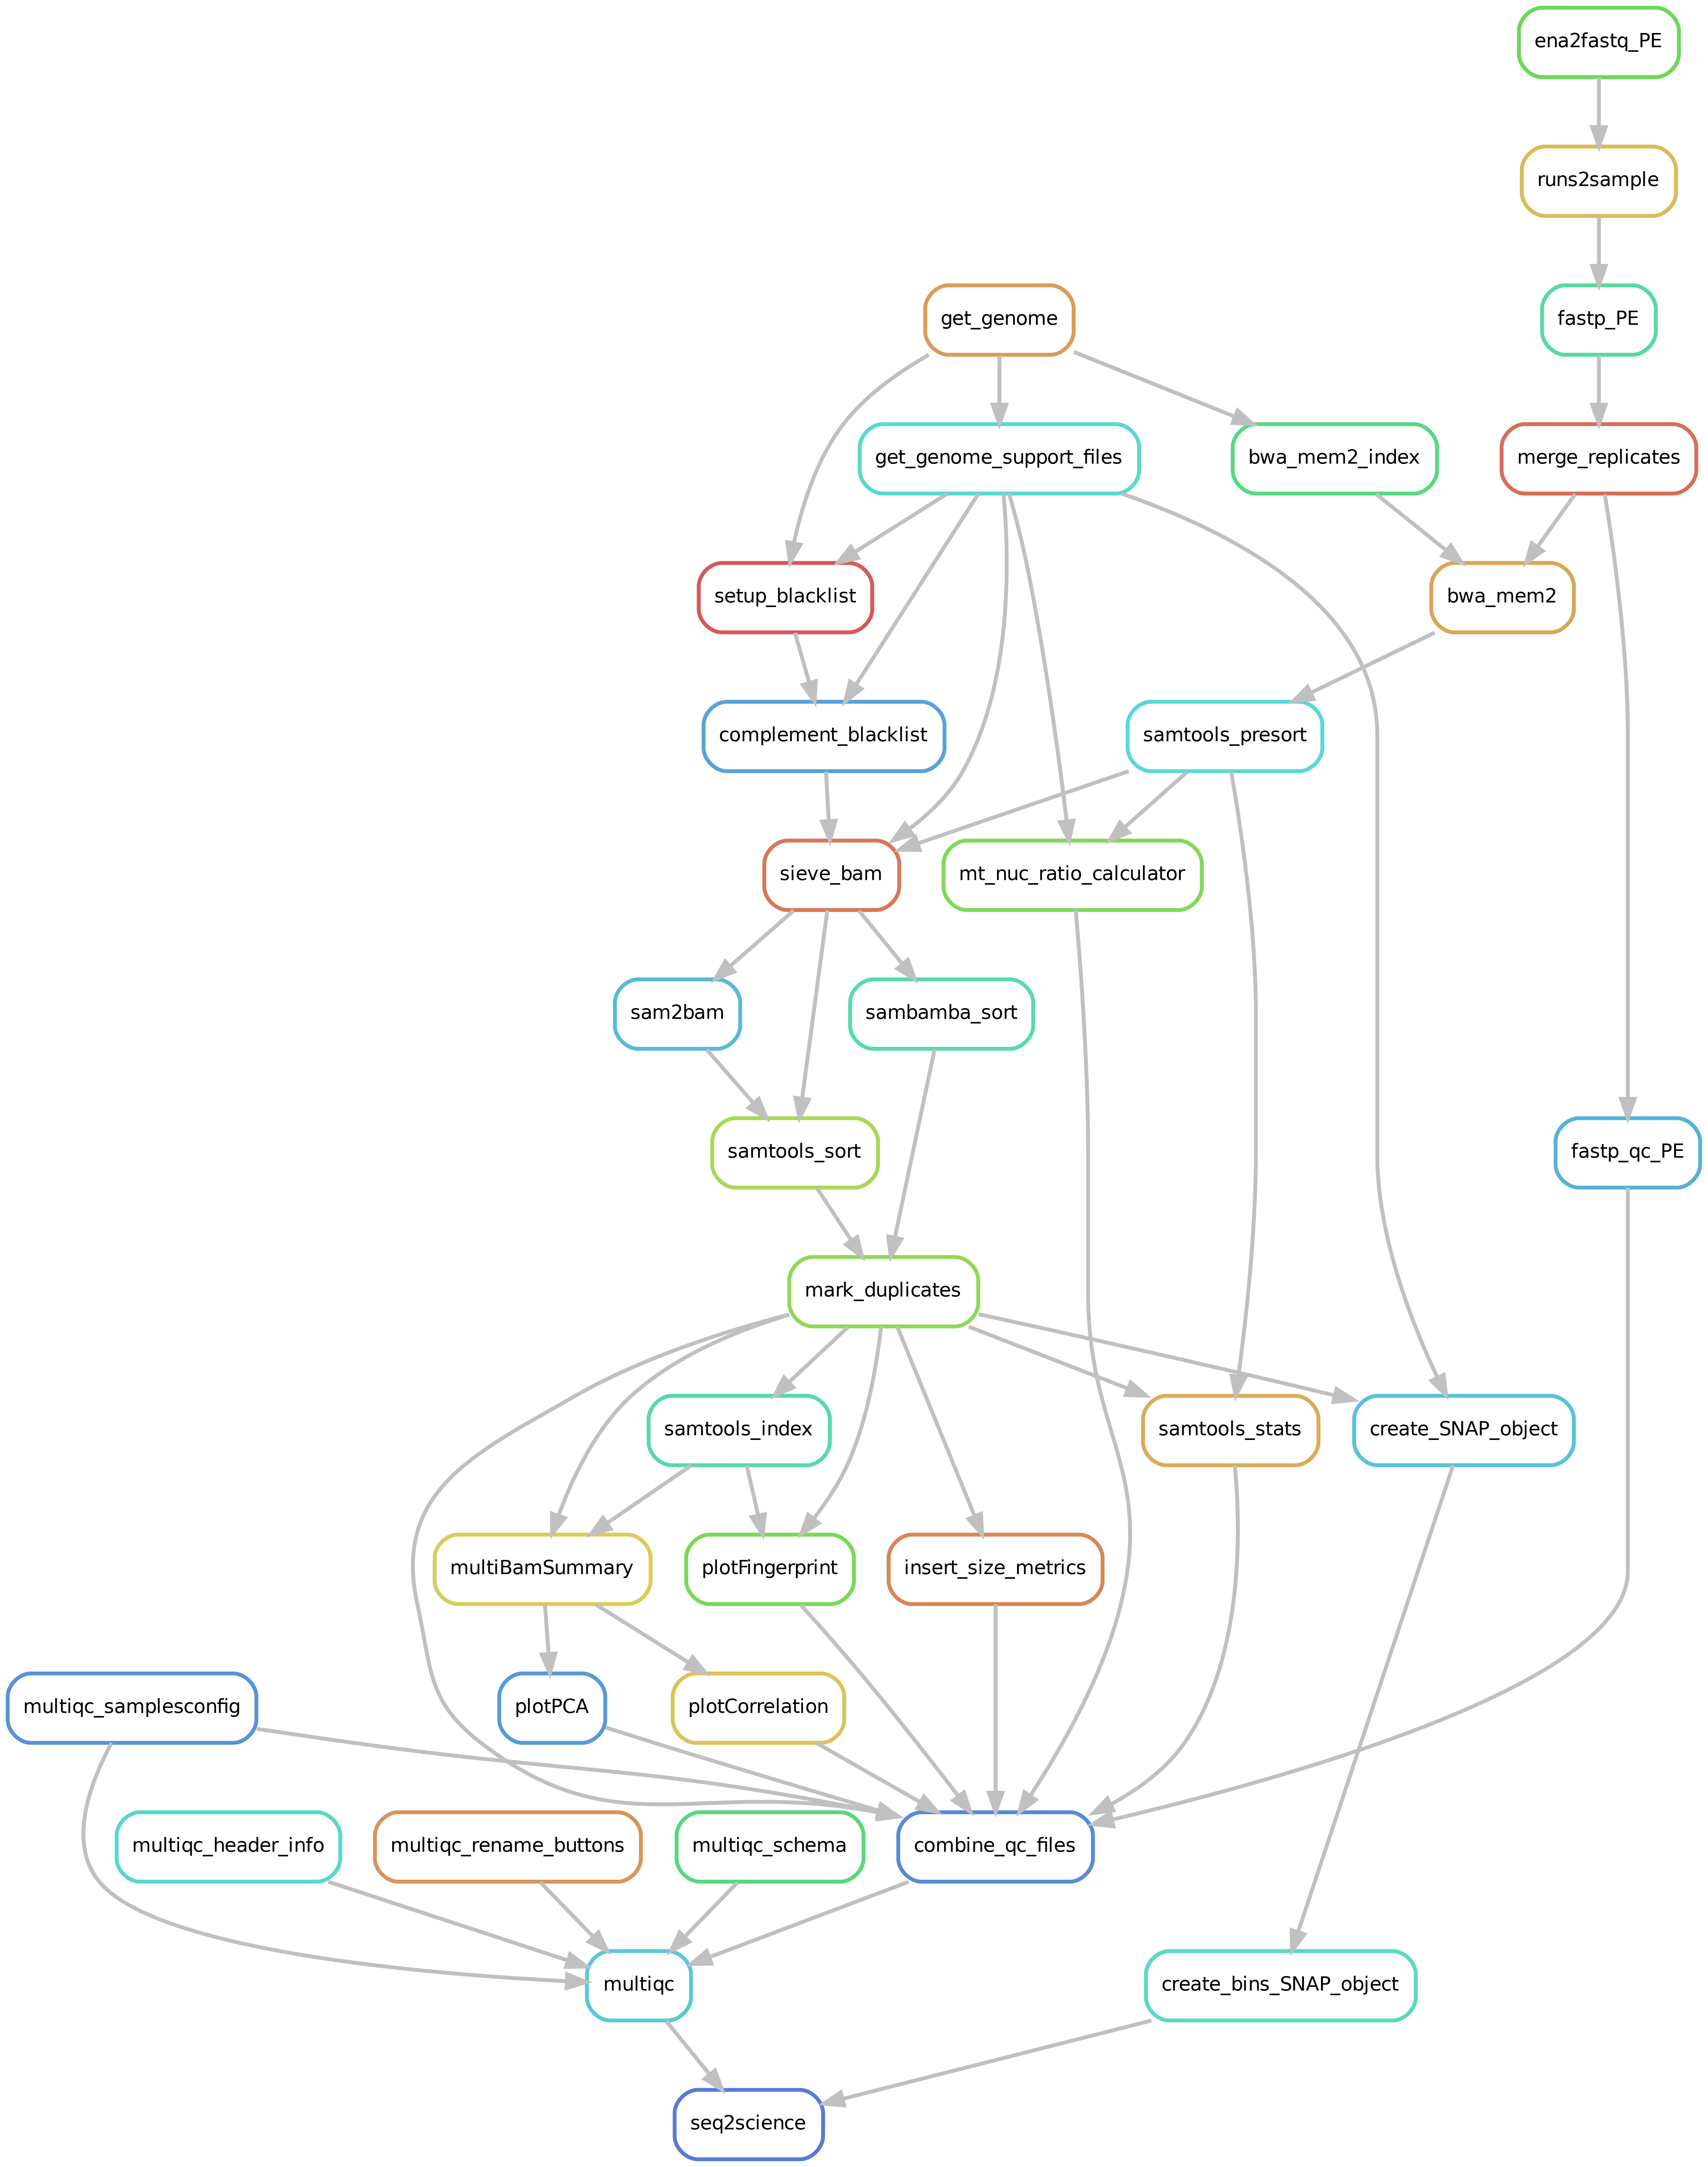 ena2fastq_PE
runs2sample
get_genome
fastp_PE
get_genome_support_files
bwa_mem2_index
merge_replicates
setup_blacklist
bwa_mem2
complement_blacklist
samtools_presort
sieve_bam
mt_nuc_ratio_calculator
sam2bam
sambamba_sort
samtools_sort
fastp_qc_PE
mark_duplicates
samtools_index
samtools_stats
create_SNAP_object
multiBamSummary
plotFingerprint
insert_size_metrics
multiqc_samplesconfig
plotPCA
plotCorrelation
multiqc_header_info
multiqc_rename_buttons
multiqc_schema
combine_qc_files
multiqc
create_bins_SNAP_object
seq2science